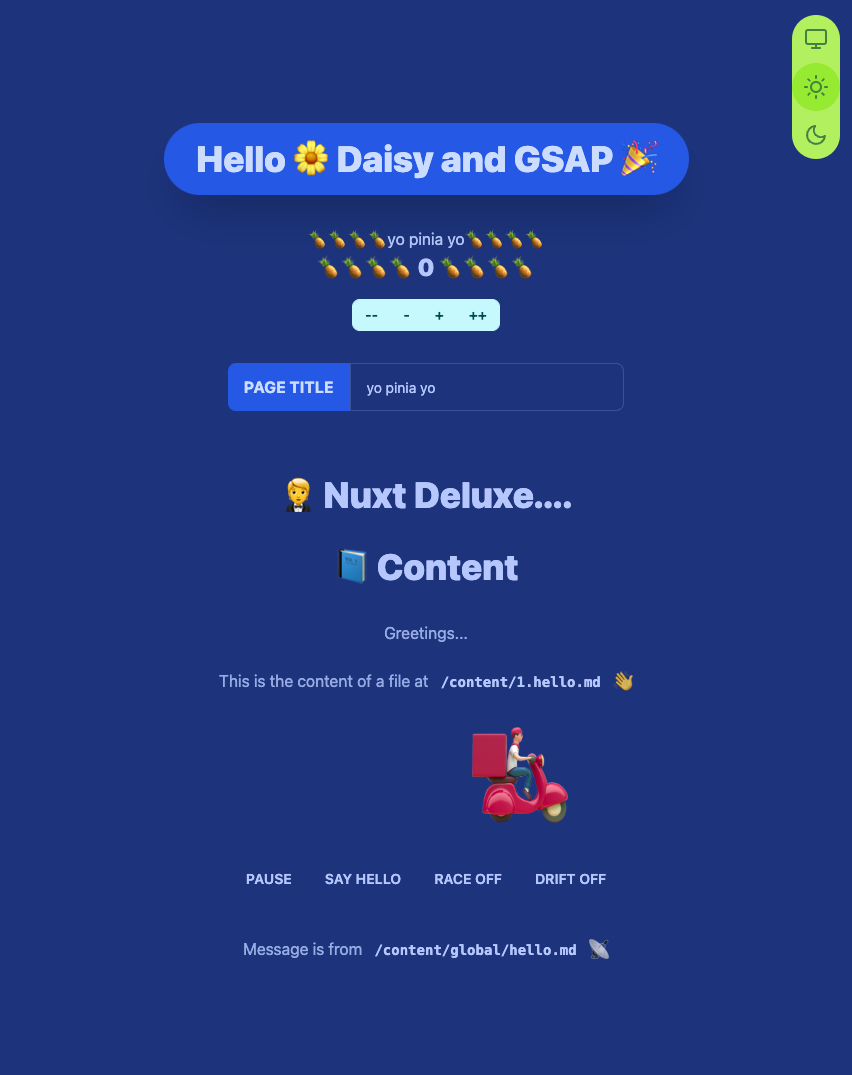 Hello 🌼 Daisy and GSAP 🎉
🍍🍍🍍🍍yo pinia yo🍍🍍🍍🍍
🍍🍍🍍🍍 0 🍍🍍🍍🍍
-- - + ++
PAGE TITLE yo pinia yo
🤵 Nuxt Deluxe....
📘 Content
Greetings...
This is the content of a file at /content/1.hello.md 👋
PAUSE SAY HELLO RACE OFF DRIFT OFF
Message is from /content/global/hello.md 📡